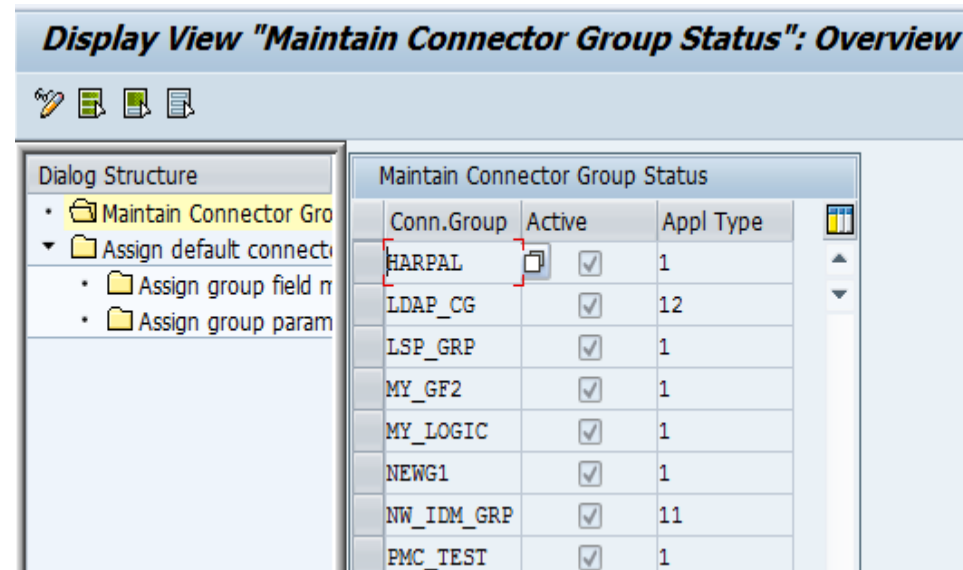 Display View "Maintain Connector Group Status": Overview
Dialog Structure
Maintain Connector Gro
Assign default connect
Assign group field m
Assign group param
Maintain Connector Group Status
Conn.Group Active Appl Type
HARPAL 1
LDAP_CG 12
LSP_GRP 1
MY_GF2 1
MY_LOGIC 1
NEWG1 1
NW_IDM_GRP 11
PMC_TEST 1